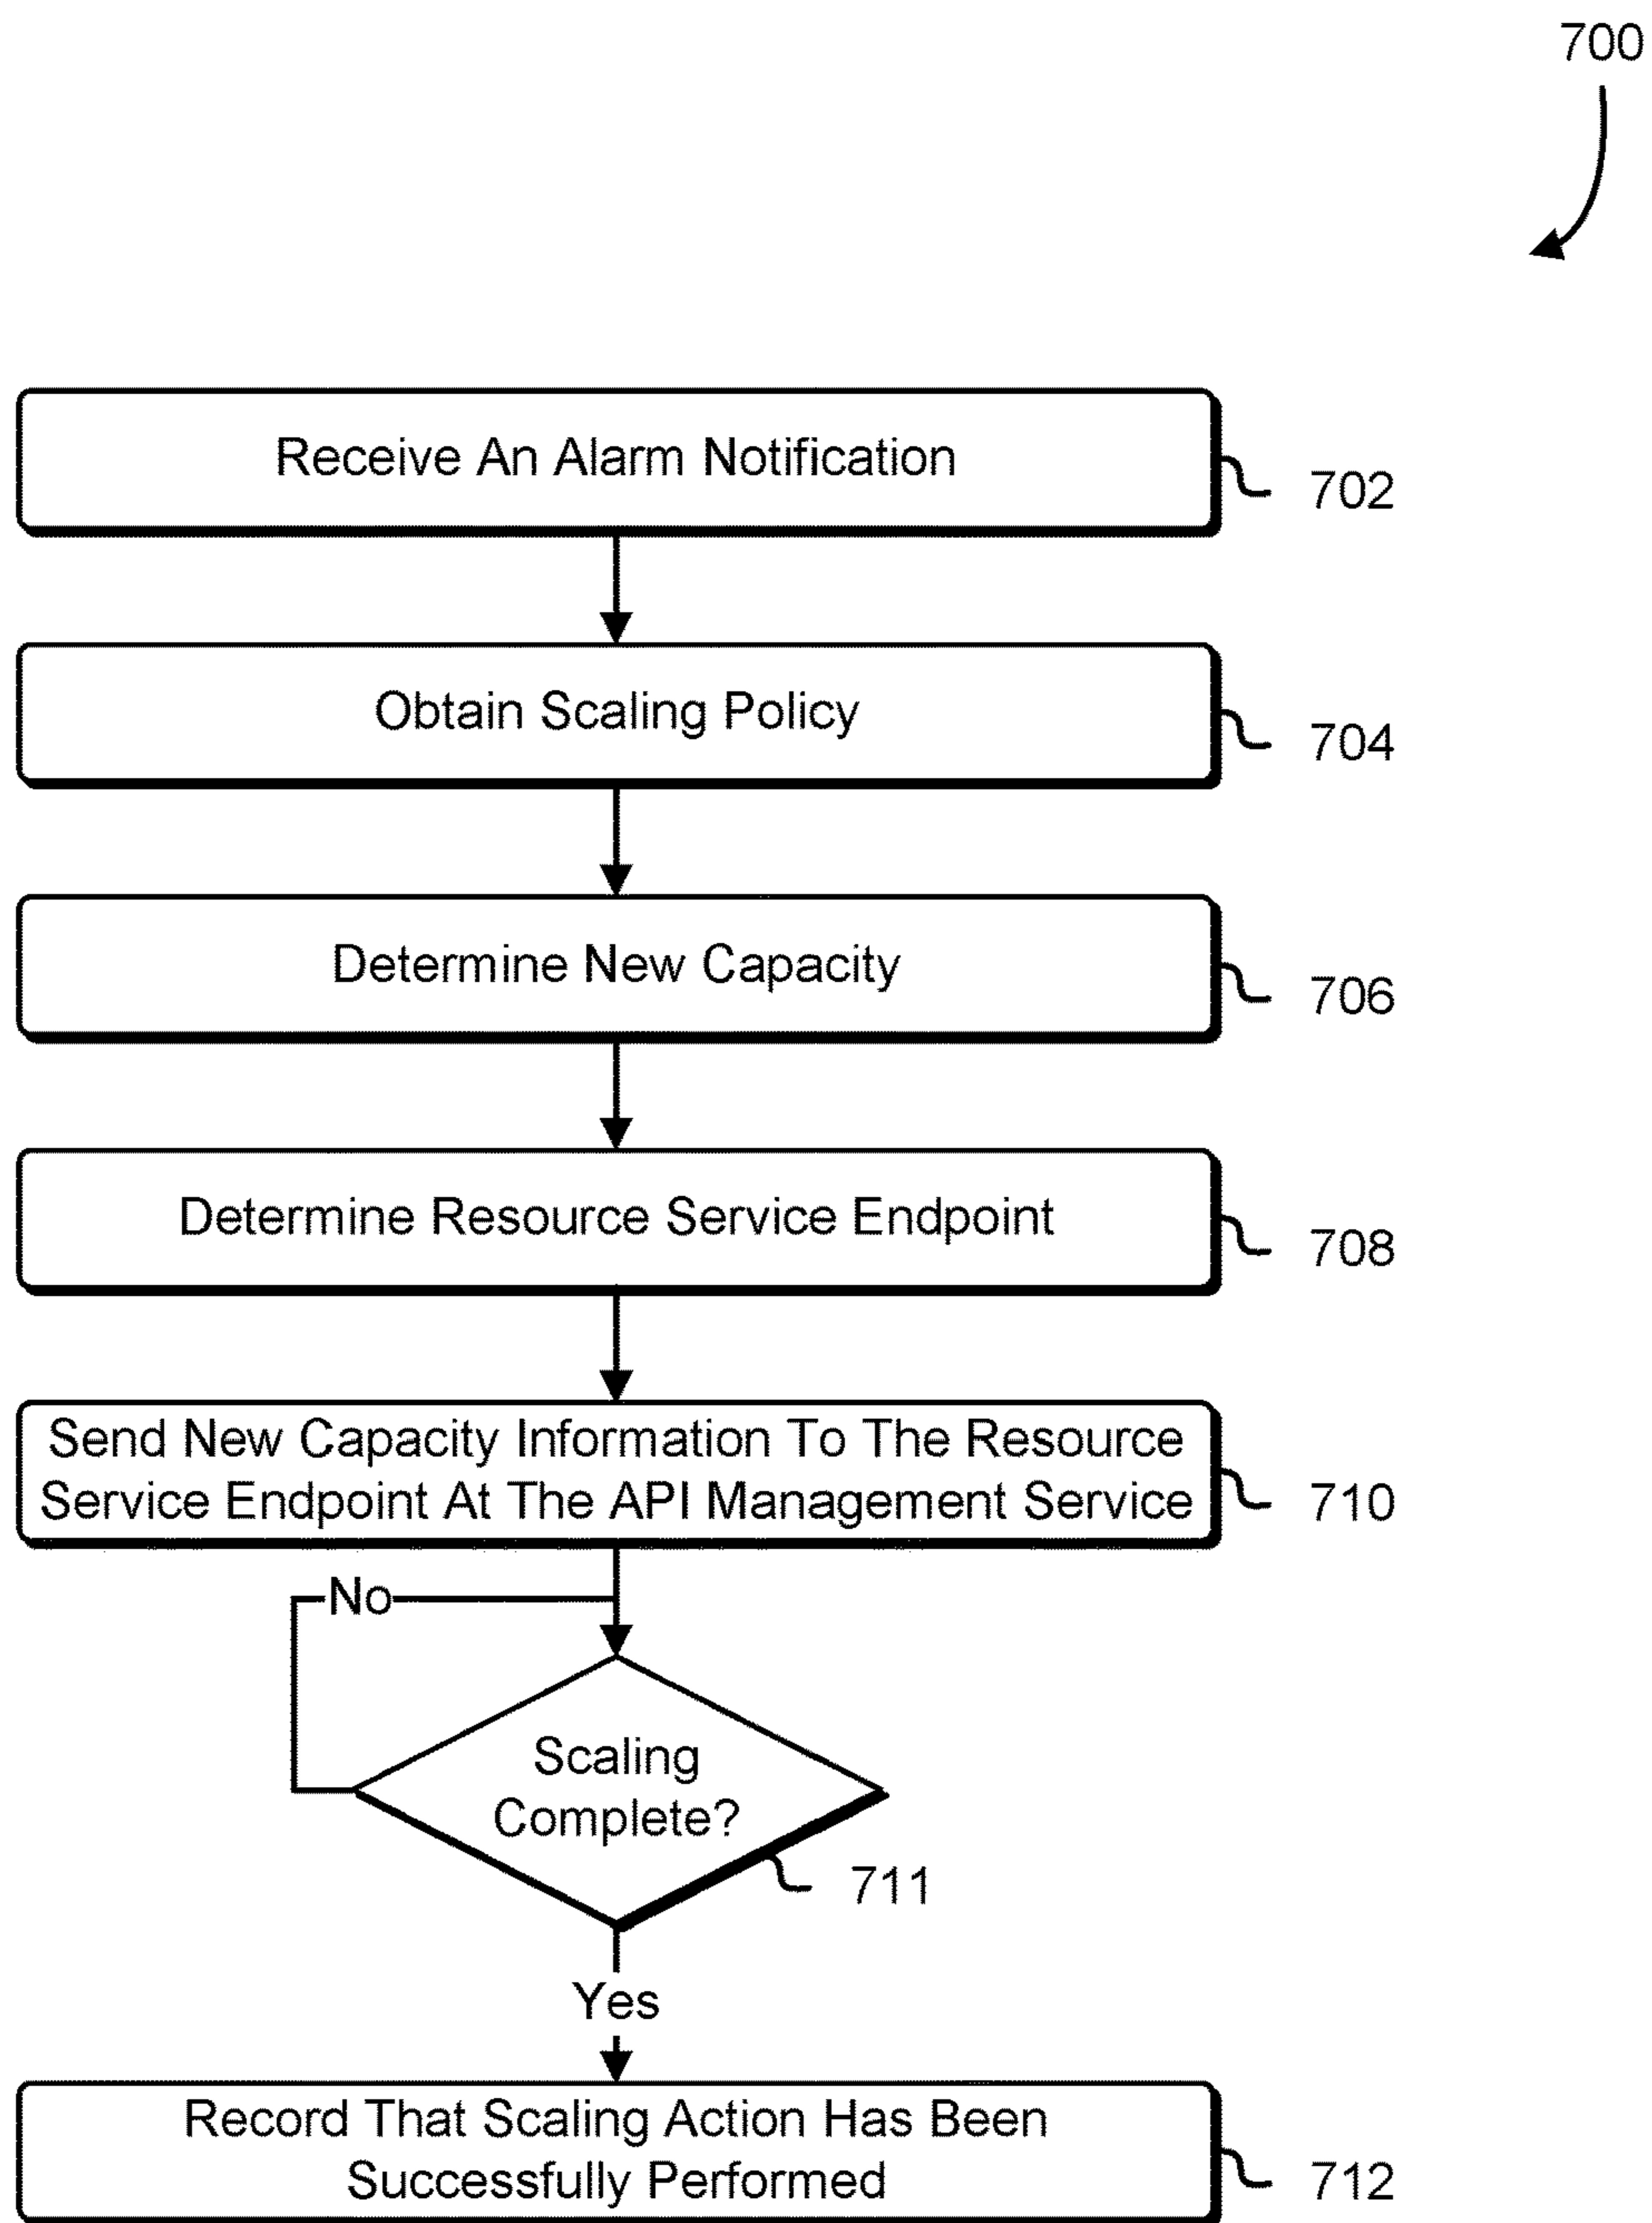 700
Receive An Alarm Notification
702
Obtain Scaling Policy
704
Determine New Capacity
706
Determine Resource Service Endpoint
708
Send New Capacity Information To The Resource
Service Endpoint At The API Management Service
710
No
Scaling
Complete?
711
Yes
Record That Scaling Action Has Been
Successfully Performed
712